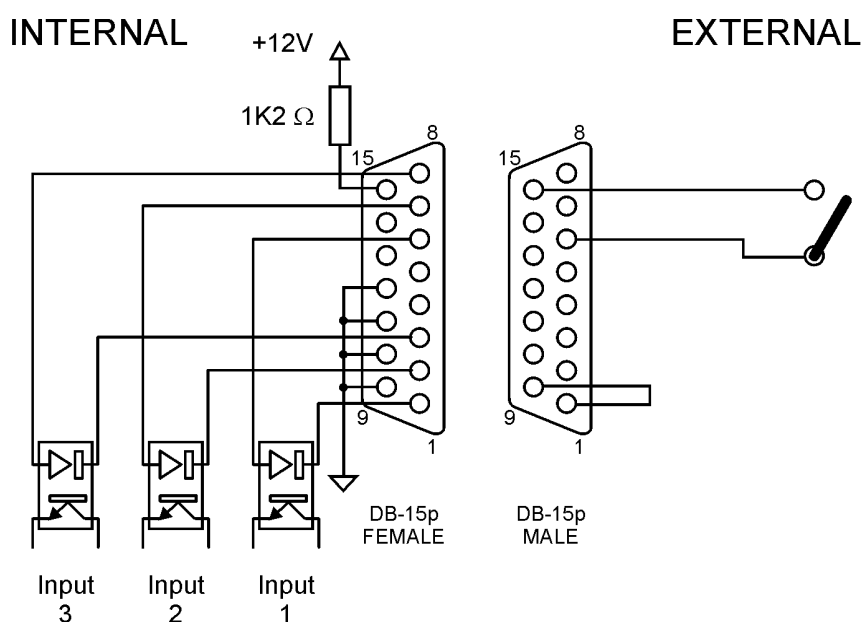 INTERNAL
EXTERNAL
+12V
1K2 Ω
8
15
8
15
9
1
9
1
DB-15p
FEMALE
DB-15p
MALE
Input
3
Input
2
Input
1